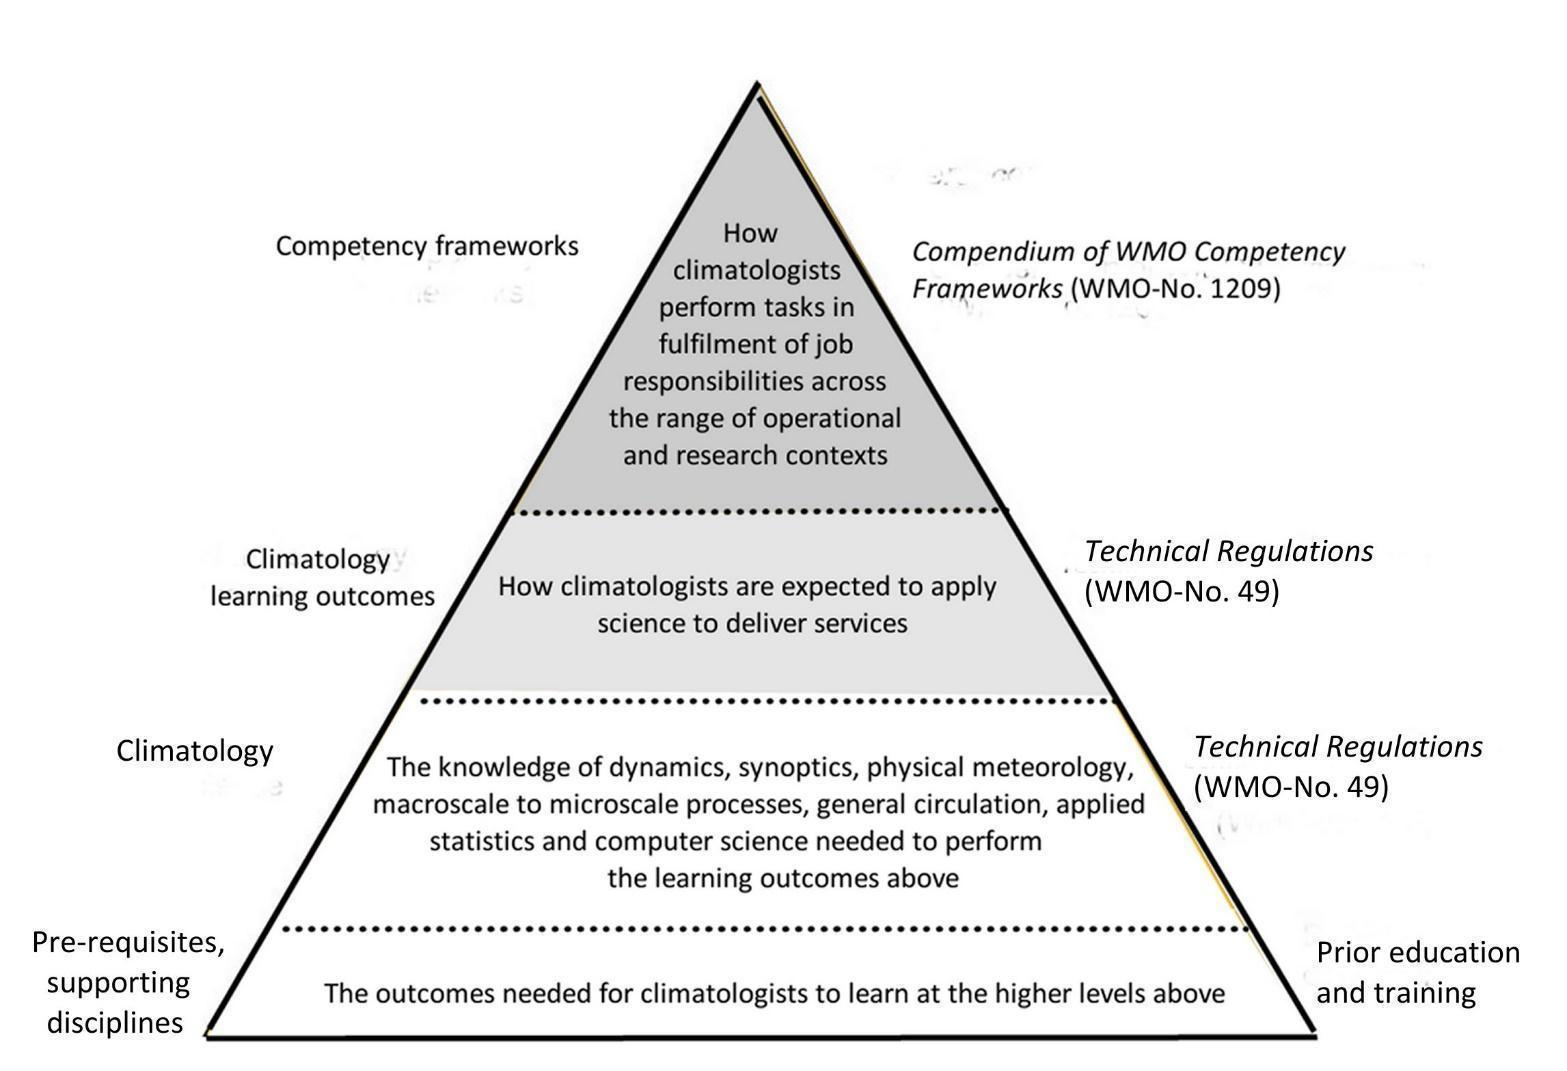 Competency frameworks
How
climatologists
perform tasks in
fulfilment of job
responsibilities across
the range of operational
and research contexts
Compendium of WMO Competency
Frameworks (WMO-No. 1209)
Climatology
learning outcomes
How climatologists are expected to apply
science to deliver services
Technical Regulations
(WMO-No. 49)
Climatology
The knowledge of dynamics, synoptics, physical meteorology,
macroscale to microscale processes, general circulation, applied
statistics and computer science needed to perform
the learning outcomes above
Technical Regulations
(WMO-No. 49)
Pre-requisites,
supporting
disciplines
The outcomes needed for climatologists to learn at the higher levels above
Prior education
and training